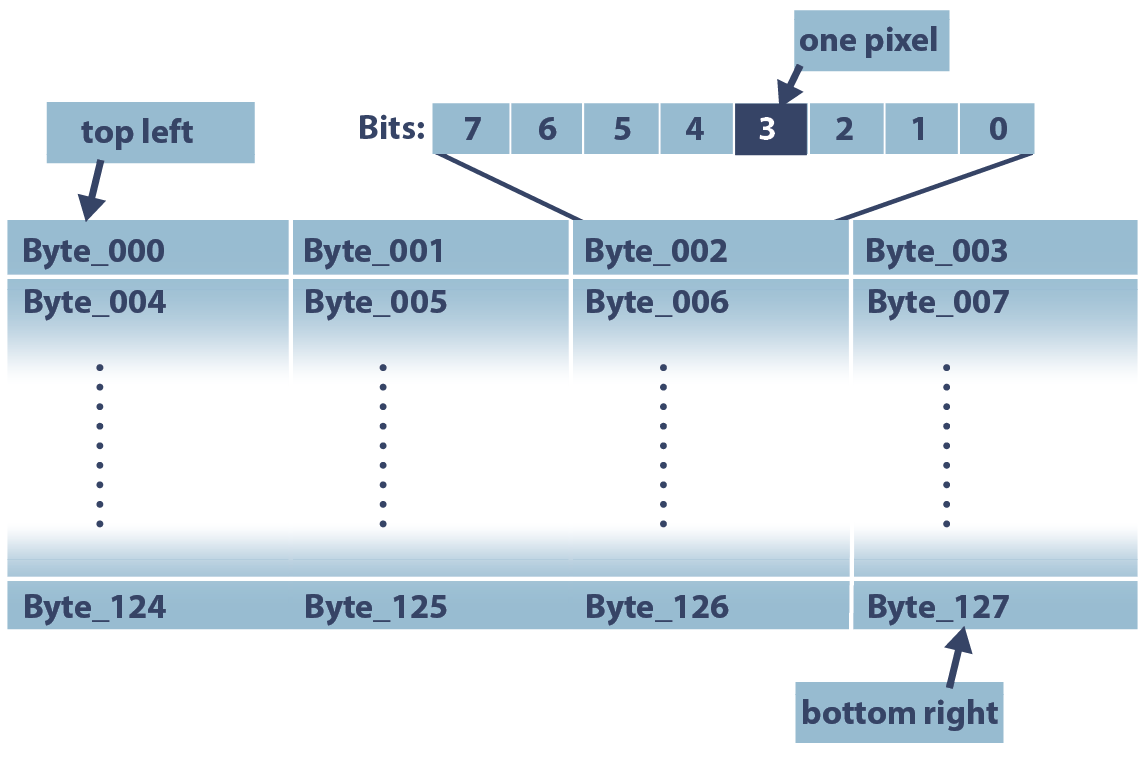 one pixel
top left
Bits: 7 6 5 4 3 2 1 0
Byte_000 Byte_001 Byte_002 Byte_003
Byte_004 Byte_005 Byte_006 Byte_007
Byte_124 Byte_125 Byte_126 Byte_127
bottom right